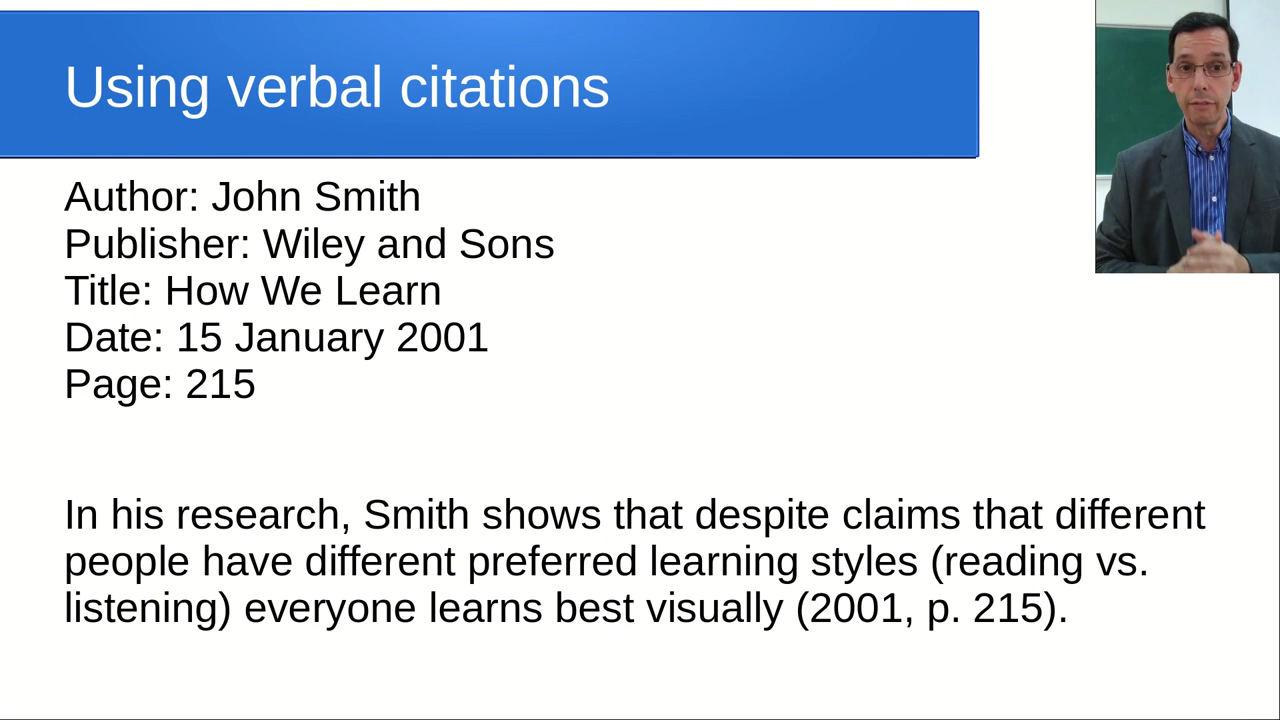 Using verbal citations
Author: John Smith
Publisher: Wiley and Sons
Title: How We Learn
Date: 15 January 2001
Page: 215
In his research, Smith shows that despite claims that different
people have different preferred learning styles (reading vs.
listening) everyone learns best visually (2001, p. 215).